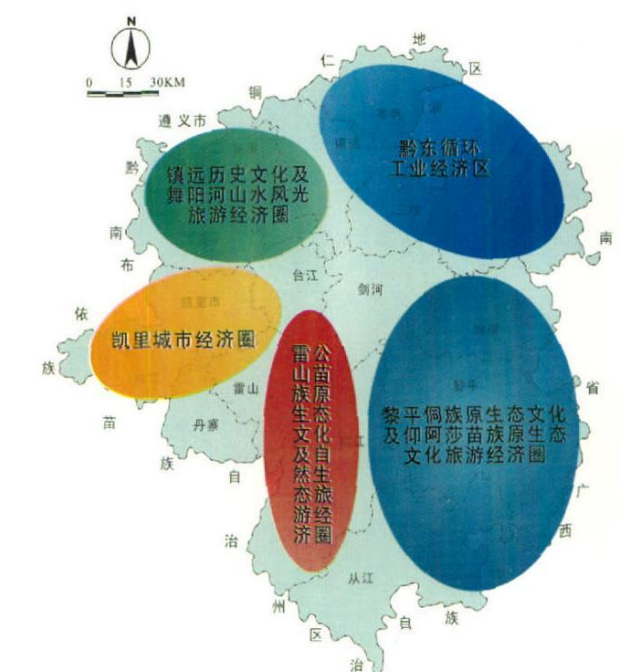 N
0 15 30KM
地
仁
区
铜
遵义市
黔
黔东循环
工业经济区
镇远历史文化及
舞阳河山水风光
旅游经济圈
南
布
南
台江
剑河
依
凯里市
凯里城市经济圈
族
雷山
公苗原态化自生旅经圈
雷山族生文及然态游济
黎平侗族原生态文化
及仰阿莎苗族原生态
文化旅游经济圈
省
苗
丹寨
族
自
广
治
西
从江
州
区
自
族
治